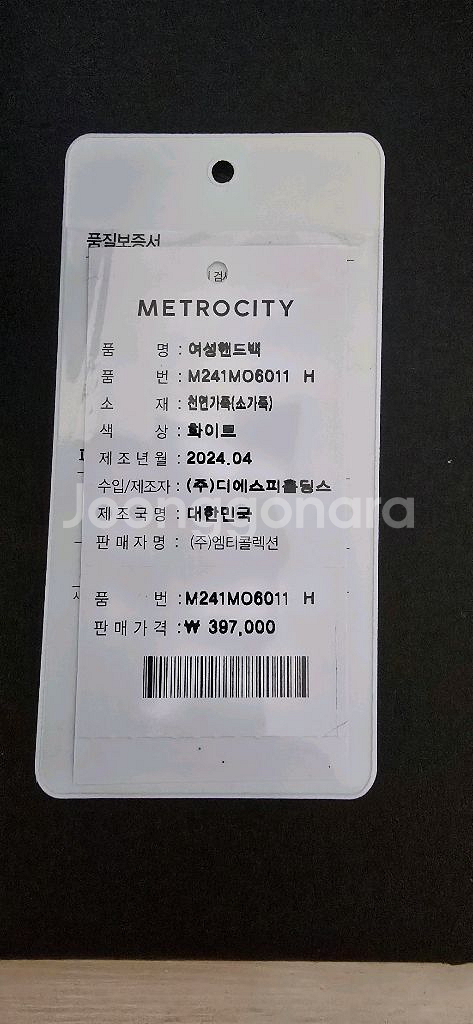 품질보증서
검
METROCITY
품 명 : 여성핸드백
품 번 : M241MO6011 H
소 재 : 천연가죽(소가죽)
색 상 : 화이트
제조년월 : 2024.04
수입/제조자 : (주)디에스피홀딩스
제조국명 : 대한민국
Joonggonara
판매자명 : (주)엠티콜렉션
품 번 : M241MO6011 H
판매가격 : ₩ 397,000